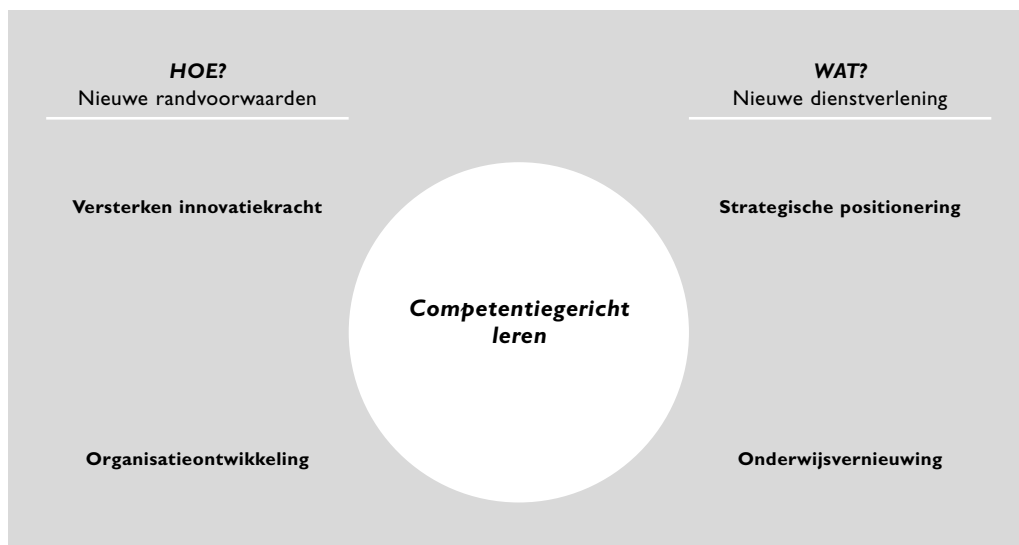 HOE?
Nieuwe randvoorwaarden
WAT?
Nieuwe dienstverlening
Versterken innovatiekracht
Strategische positionering
Competentiegericht
leren
Organisatieontwikkeling
Onderwijsvernieuwing